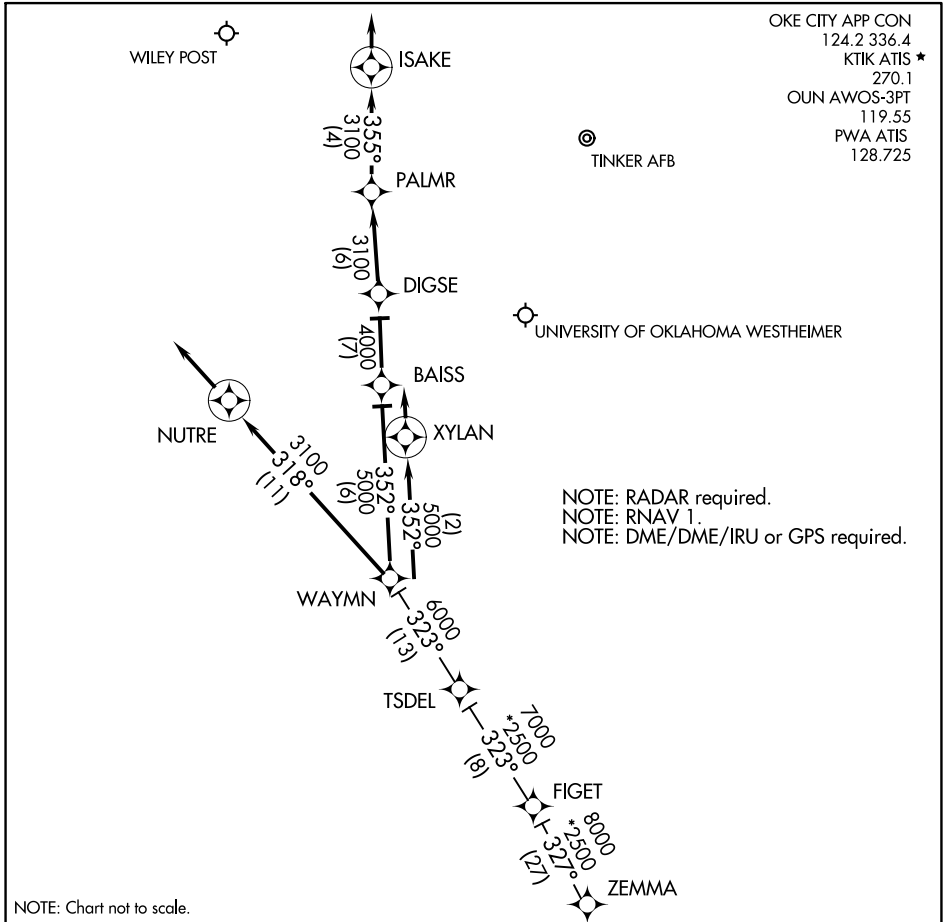 OKE CITY APP CON
124.2 336.4
KTIK ATIS ★
270.1
OUN AWOS-3PT
119.55
PWA ATIS
128.725
WILEY POST
ISAKE
355°
3100
(4)
TINKER AFB
PALMR
3100
(6)
DIGSE
UNIVERSITY OF OKLAHOMA WESTHEIMER
4000
(7)
BAISS
NUTRE
XYLAN
3100
318°
(11)
352°
5000
(6)
(2)
5000
352°
NOTE: RADAR required.
NOTE: RNAV 1.
NOTE: DME/DME/IRU or GPS required.
WAYMN
6000
323°
(13)
TSDEL
7000
*2500
323°
(8)
FIGET
8000
*2500
327°
(27)
ZEMMA
NOTE: Chart not to scale.